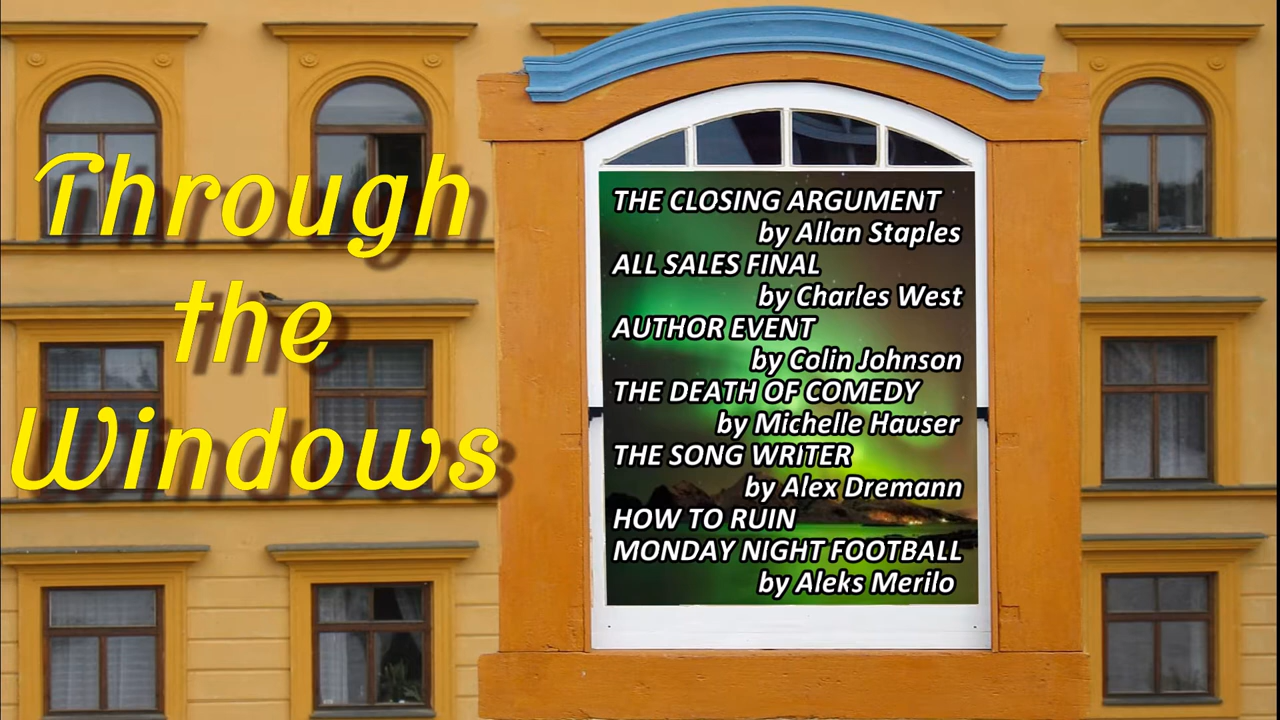 Through
the
Windows
THE CLOSING ARGUMENT
by Allan Staples
ALL SALES FINAL
by Charles West
AUTHOR EVENT
by Colin Johnson
THE DEATH OF COMEDY
by Michelle Hauser
THE SONG WRITER
by Alex Dremann
HOW TO RUIN
MONDAY NIGHT FOOTBALL
by Aleks Merilo